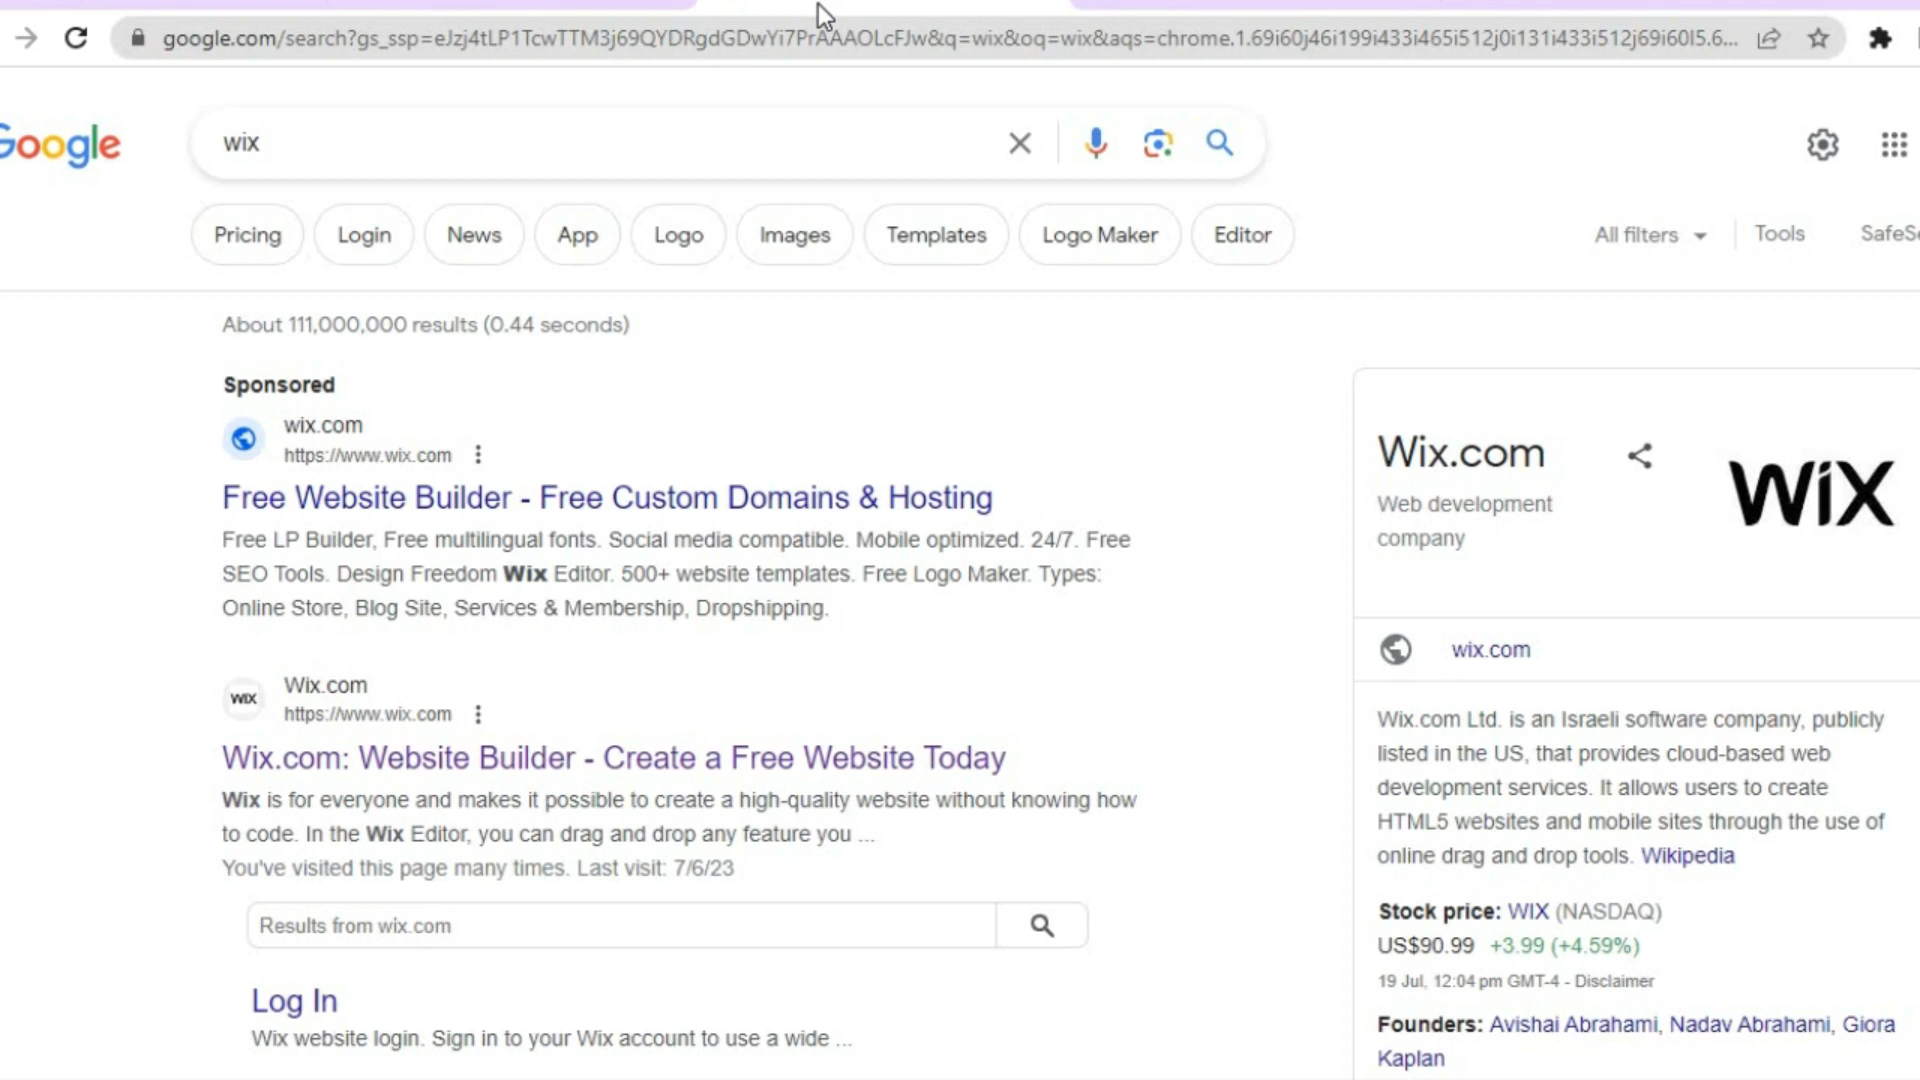 google.com/search?gs_ssp=eJzj4tLP1TcwTTM3j69QYDRgdGDwYi7PrAAAOLcFJw&q=wix&oq=wix&aqs=chrome.1.69i60j46i199i433i465i512j0i131i433i512j69i60l5.6...
Google
wix
Pricing
Login
News
App
Logo
Images
Templates
Logo Maker
Editor
All filters
Tools
SafeSe
About 111,000,000 results (0.44 seconds)
Sponsored
wix.com
https://www.wix.com
Free Website Builder - Free Custom Domains & Hosting
Free LP Builder, Free multilingual fonts. Social media compatible. Mobile optimized. 24/7. Free
SEO Tools. Design Freedom Wix Editor. 500+ website templates. Free Logo Maker. Types:
Online Store, Blog Site, Services & Membership, Dropshipping.
WIX
Wix.com
https://www.wix.com
Wix.com: Website Builder - Create a Free Website Today
Wix is for everyone and makes it possible to create a high-quality website without knowing how
to code. In the Wix Editor, you can drag and drop any feature you ...
You've visited this page many times. Last visit: 7/6/23
Results from wix.com
Log In
Wix website login. Sign in to your Wix account to use a wide ...
Wix.com
Web development
company
WiX
wix.com
Wix.com Ltd. is an Israeli software company, publicly
listed in the US, that provides cloud-based web
development services. It allows users to create
HTML5 websites and mobile sites through the use of
online drag and drop tools. Wikipedia
Stock price: WIX (NASDAQ)
US$90.99 +3.99 (+4.59%)
19 Jul, 12:04 pm GMT-4 - Disclaimer
Founders: Avishai Abrahami, Nadav Abrahami, Giora
Kaplan